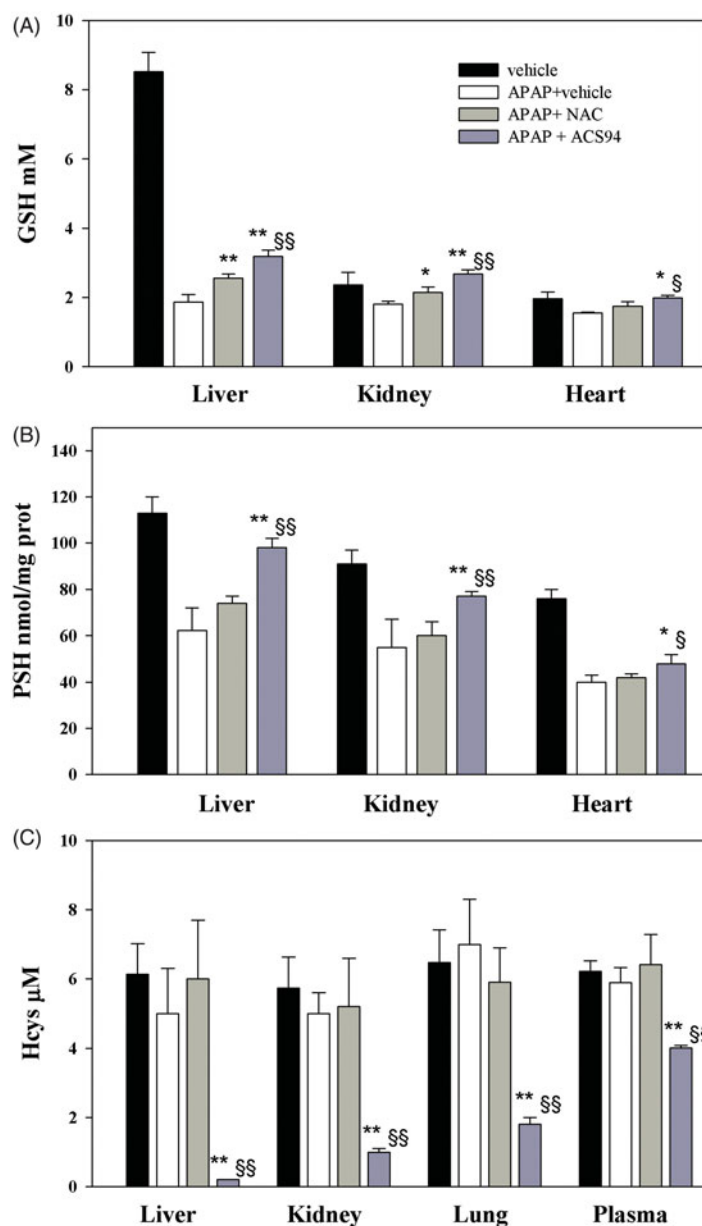 (A)
10
8
6
4
2
0
GSH mM
vehicle
APAP+vehicle
APAP+ NAC
APAP + ACS94
**
** §§
*
** §§
* §
Liver Kidney Heart
(B)
140
120
100
80
60
40
20
0
PSH nmol/mg prot
** §§
** §§
* §
Liver Kidney Heart
(C)
10
8
6
4
2
0
Hcys μM
** §§
** §§
** §§
** §§
Liver Kidney Lung Plasma